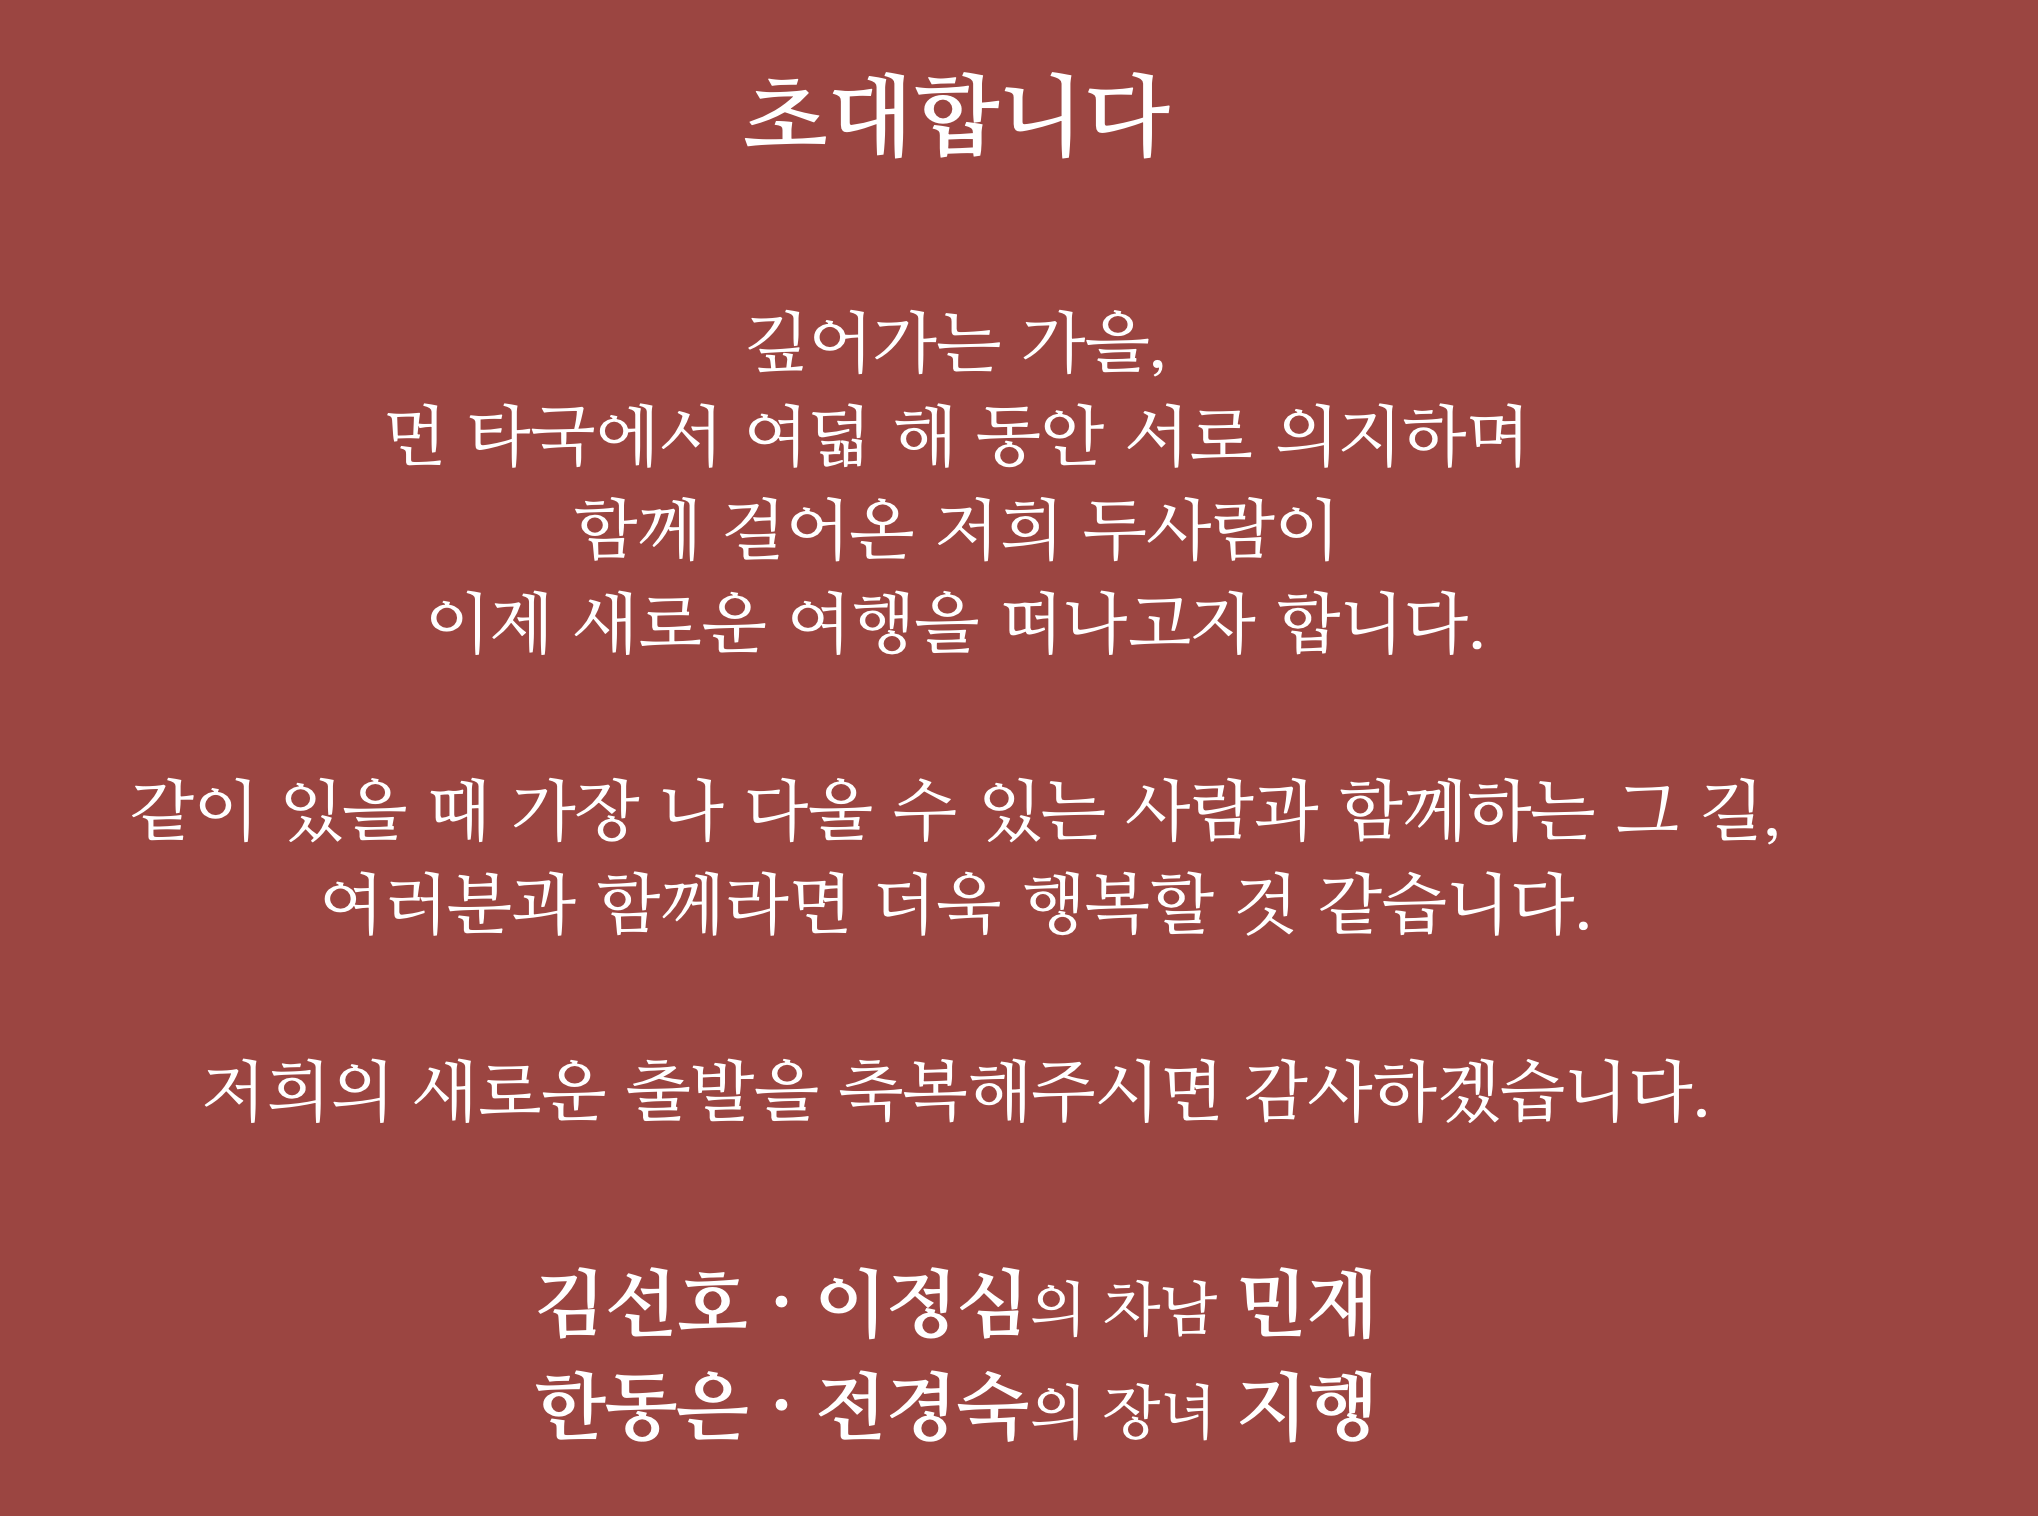 초대합니다
깊어가는 가을,
먼 타국에서 여덟 해 동안 서로 의지하며
함께 걸어온 저희 두사람이
이제 새로운 여행을 떠나고자 합니다.
같이 있을 때 가장 나 다울 수 있는 사람과 함께하는 그 길,
여러분과 함께라면 더욱 행복할 것 같습니다.
저희의 새로운 출발을 축복해주시면 감사하겠습니다.
김선호 · 이정심의 차남 민재
한동은 · 전경숙의 장녀 지행